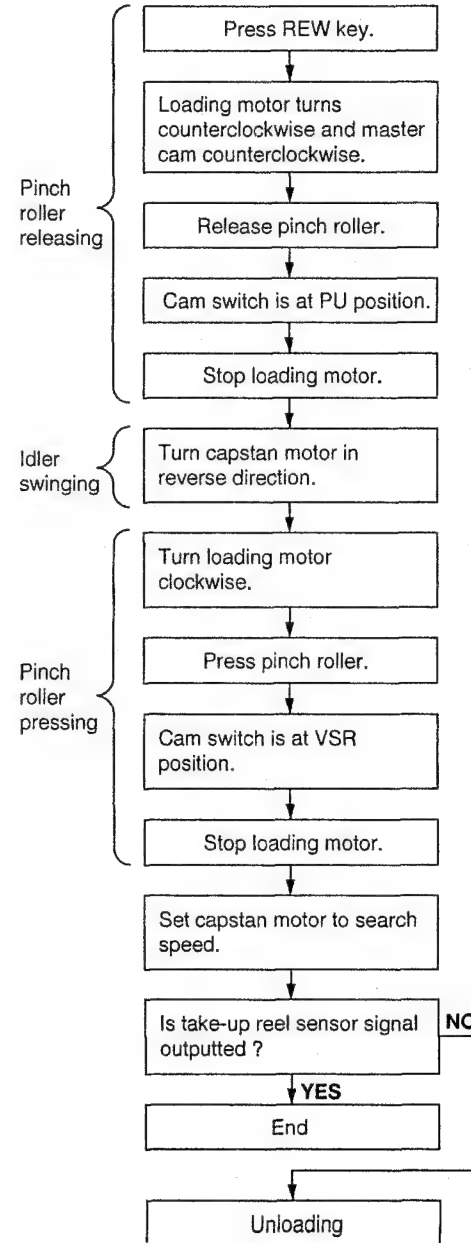 Press REW key.
Loading motor turns
counterclockwise and master
cam counterclockwise.
Pinch
roller
releasing
Release pinch roller.
Cam switch is at PU position.
Stop loading motor.
Idler
swinging
Turn capstan motor in
reverse direction.
Turn loading motor
clockwise.
Pinch
roller
pressing
Press pinch roller.
Cam switch is at VSR
position.
Stop loading motor.
Set capstan motor to search
speed.
Is take-up reel sensor signal
outputted ?
NO
YES
End
Unloading